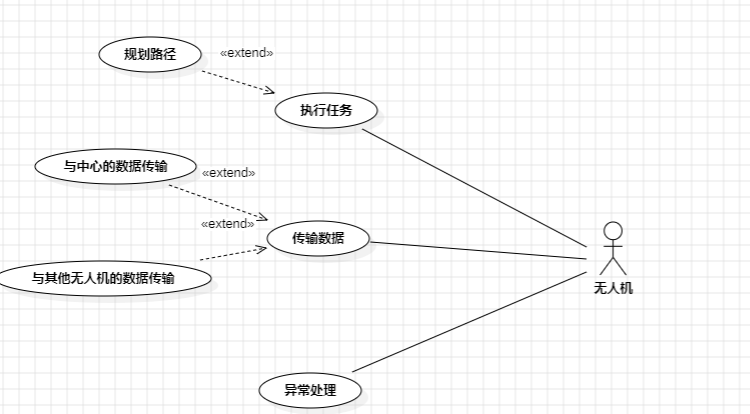 规划路径
«extend»
执行任务
与中心的数据传输
«extend»
«extend»
传输数据
与其他无人机的数据传输
无人机
异常处理